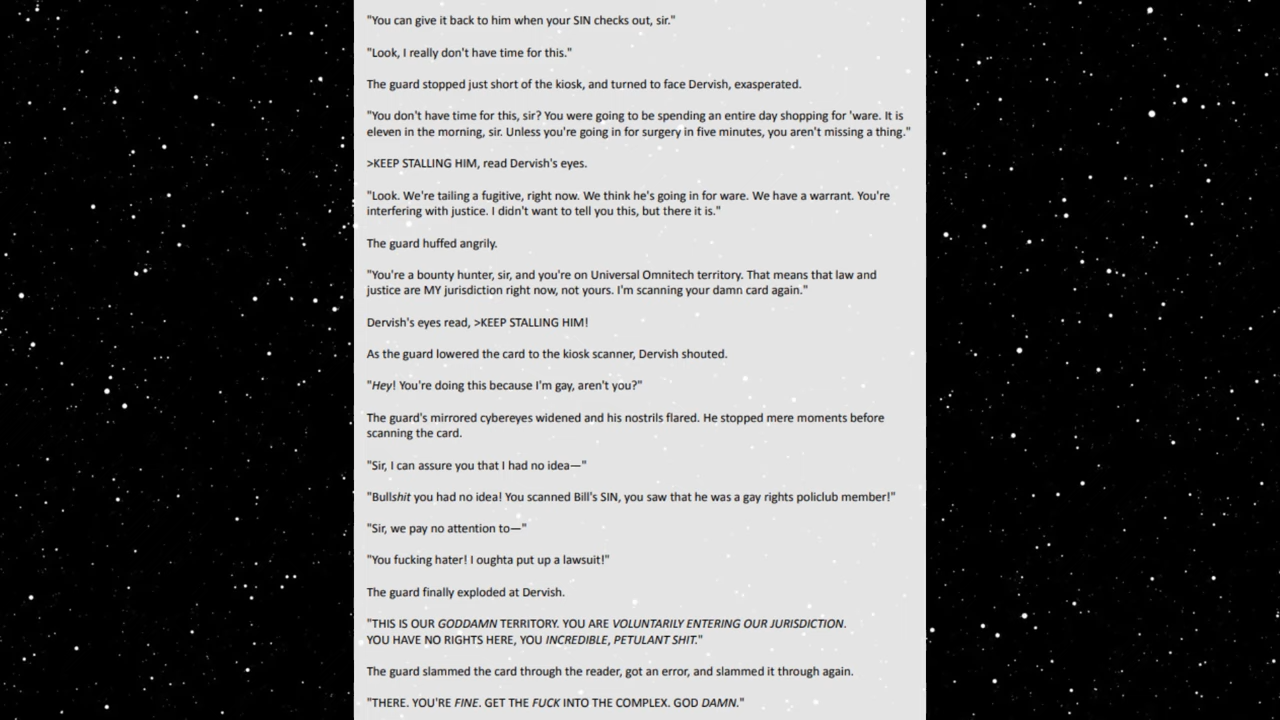 "You can give it back to him when your SIN checks out, sir."
"Look, I really don't have time for this."
The guard stopped just short of the kiosk, and turned to face Dervish, exasperated.
"You don't have time for this, sir? You were going to be spending an entire day shopping for 'ware. It is
eleven in the morning, sir. Unless you're going in for surgery in five minutes, you aren't missing a thing."
>KEEP STALLING HIM, read Dervish's eyes.
"Look. We're tailing a fugitive, right now. We think he's going in for ware. We have a warrant. You're
interfering with justice. I didn't want to tell you this, but there it is."
The guard huffed angrily.
"You're a bounty hunter, sir, and you're on Universal Omnitech territory. That means that law and
justice are MY jurisdiction right now, not yours. I'm scanning your damn card again."
Dervish's eyes read, >KEEP STALLING HIM!
As the guard lowered the card to the kiosk scanner, Dervish shouted.
"Hey! You're doing this because I'm gay, aren't you?"
The guard's mirrored cybereyes widened and his nostrils flared. He stopped mere moments before
scanning the card.
"Sir, I can assure you that I had no idea—"
"Bullshit you had no idea! You scanned Bill's SIN, you saw that he was a gay rights policlub member!"
"Sir, we pay no attention to—"
"You fucking hater! I oughta put up a lawsuit!"
The guard finally exploded at Dervish.
"THIS IS OUR GODDAMN TERRITORY. YOU ARE VOLUNTARILY ENTERING OUR JURISDICTION.
YOU HAVE NO RIGHTS HERE, YOU INCREDIBLE, PETULANT SHIT."
The guard slammed the card through the reader, got an error, and slammed it through again.
"THERE. YOU'RE FINE. GET THE FUCK INTO THE COMPLEX. GOD DAMN."